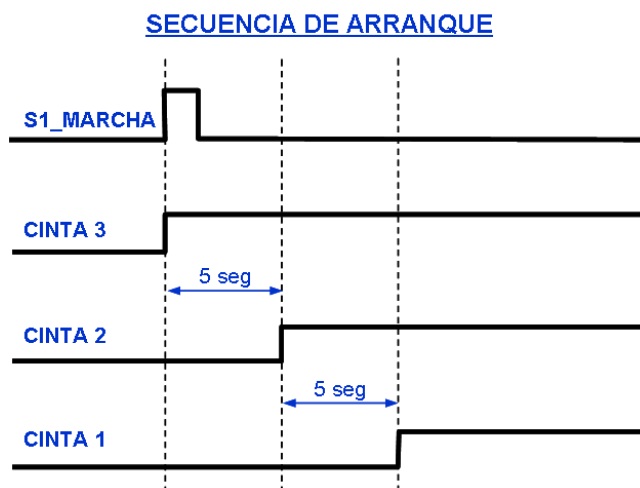 SECUENCIA DE ARRANQUE
S1_MARCHA
CINTA 3
5 seg
CINTA 2
5 seg
CINTA 1